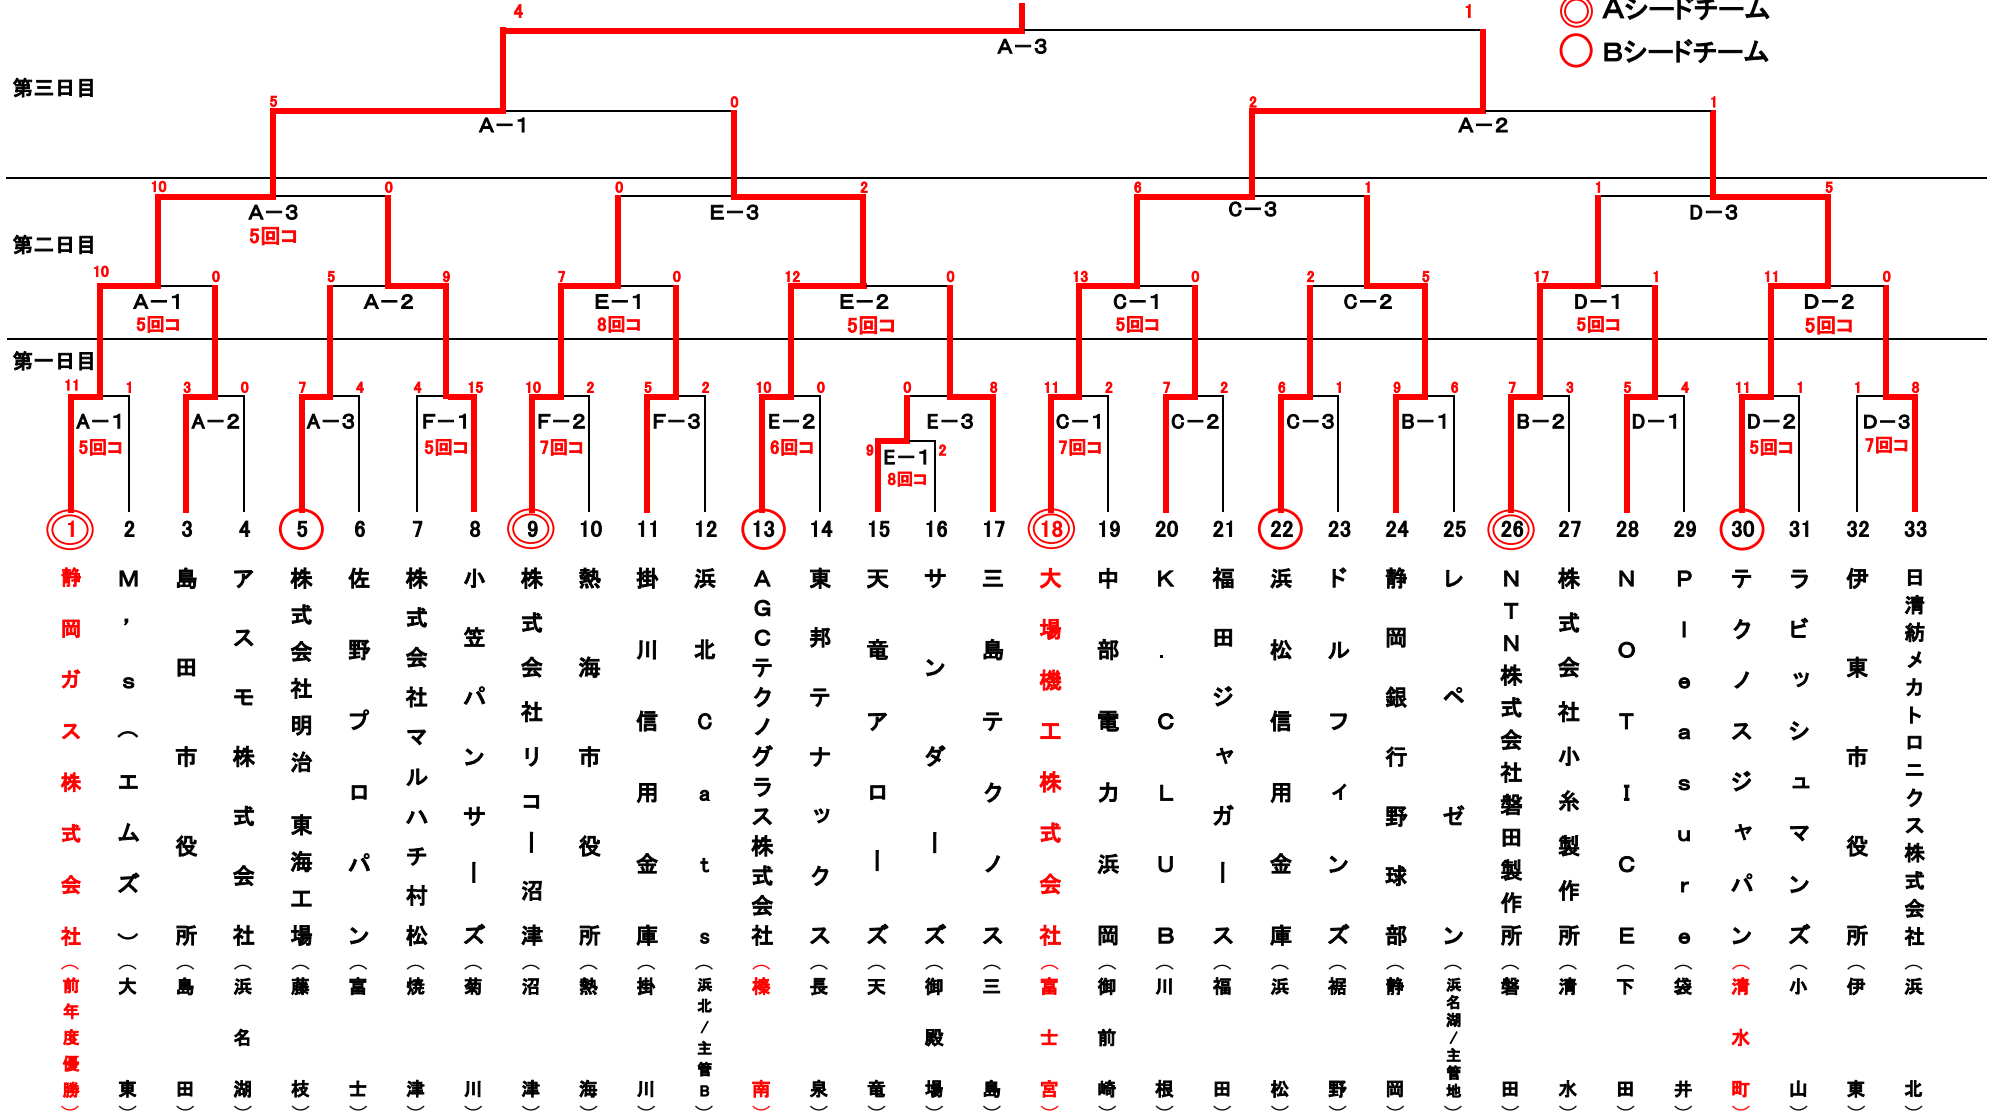 4
1
Aシードチーム
A－3
Bシードチーム
第三日目
5
0
2
1
A－1
A－2
10
0
0
2
6
1
1
5
A－3
E－3
C－3
D－3
5回コ
第二日目
10
0
5
9
7
0
12
0
13
0
2
5
17
1
11
0
A－1
A－2
E－1
E－2
C－1
C－2
D－1
D－2
5回コ
8回コ
5回コ
5回コ
5回コ
5回コ
第一日目
11
1
3
0
7
4
4
15
10
2
5
2
10
0
0
8
11
2
7
2
6
1
9
6
7
3
5
4
11
1
1
8
A－1
A－2
A－3
F－1
F－2
F－3
E－2
E－3
C－1
C－2
C－3
B－1
B－2
D－1
D－2
D－3
5回コ
5回コ
7回コ
6回コ
7回コ
5回コ
7回コ
9
E－1
2
8回コ
1
2
3
4
5
6
7
8
9
10
11
12
13
14
15
16
17
18
19
20
21
22
23
24
25
26
27
28
29
30
31
32
33
静岡ガス株式会社（前年度優勝）
M’s（エムズ）（大東）
島田市役所（島田）
アスモ株式会社（浜名湖）
株式会社明治 東海工場（藤枝）
佐野プロパン（富士）
株式会社マルハチ村松（焼津）
小笠パンサーズ（菊川）
株式会社リコー沼津（沼津）
熱海市役所（熱海）
掛川信用金庫（掛川）
浜北Cats（浜北/主管B）
AGCテクノグラス株式会社（榛南）
東邦テナックス（長泉）
天竜アローズ（天竜）
サンダーズ（御殿場）
三島テクノス（三島）
大場機工株式会社（富士宮）
中部電力浜岡（御前崎）
K.CLUB（川根）
福田ジャガース（福田）
浜松信用金庫（浜松）
ドルフィンズ（裾野）
静岡銀行野球部（静岡）
レペゼン（浜名湖/主管地）
NTN株式会社磐田製作所（磐田）
株式会社小糸製作所（清水）
NOTICE（下田）
Pleasure（袋井）
テクノスジャパン（清水町）
ラビッシュマンズ（小山）
伊東市役所（伊東）
日清紡メカトロニクス株式会社（浜北）